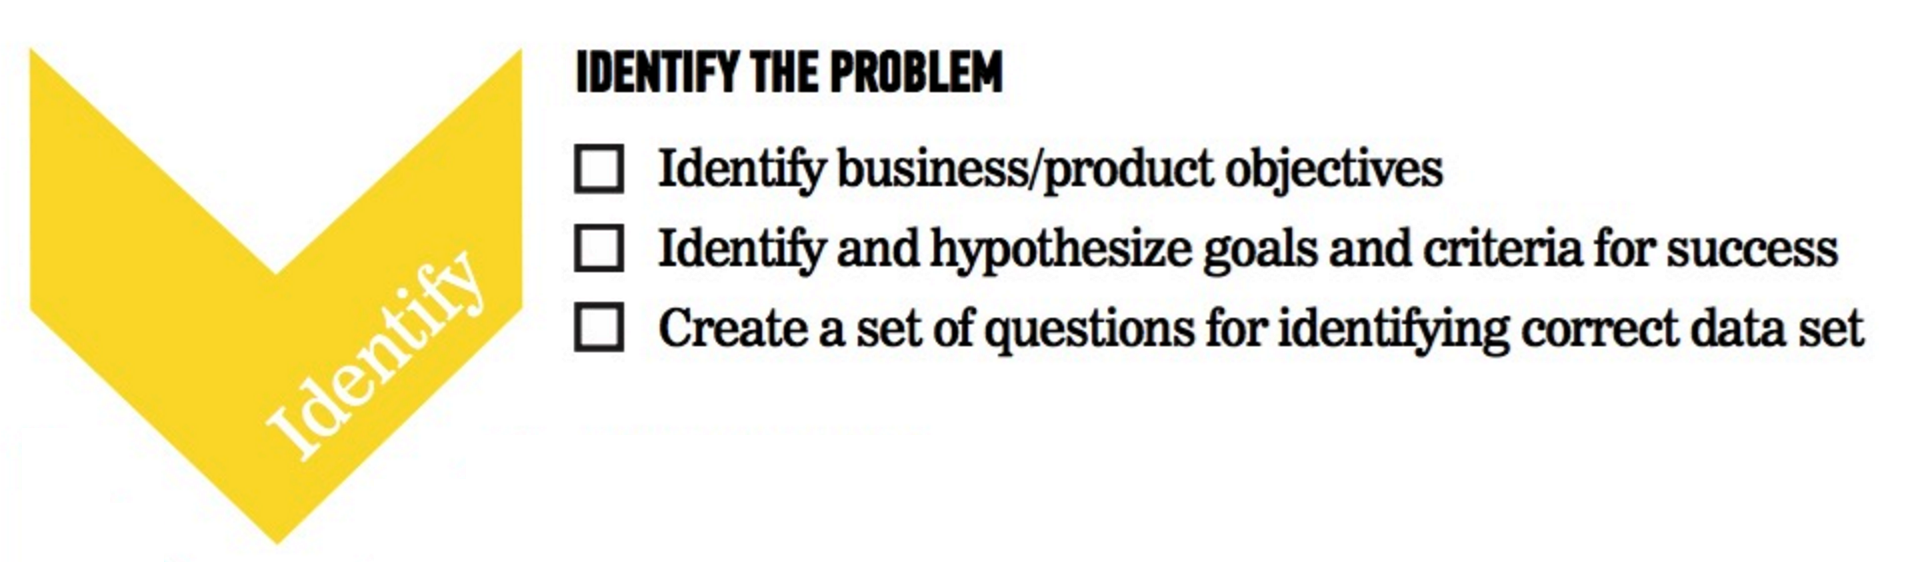 IDENTIFY THE PROBLEM
Identify business/product objectives
Identify and hypothesize goals and criteria for success
Create a set of questions for identifying correct data set
Identify